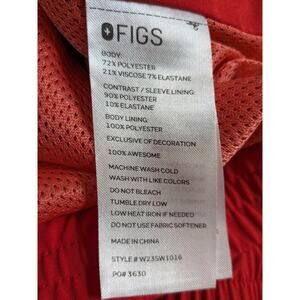 FIGS
BODY:
72% POLYESTER
21% VISCOSE 7% ELASTANE
CONTRAST / SLEEVE LINING:
90% POLYESTER
10% ELASTANE
BODY LINING:
100% POLYESTER
EXCLUSIVE OF DECORATION
100% AWESOME
MACHINE WASH COLD
WASH WITH LIKE COLORS
DO NOT BLEACH
TUMBLE DRY LOW
LOW HEAT IRON IF NEEDED
DO NOT USE FABRIC SOFTENER
MADE IN CHINA
STYLE # W23SW1016
PO# 3630